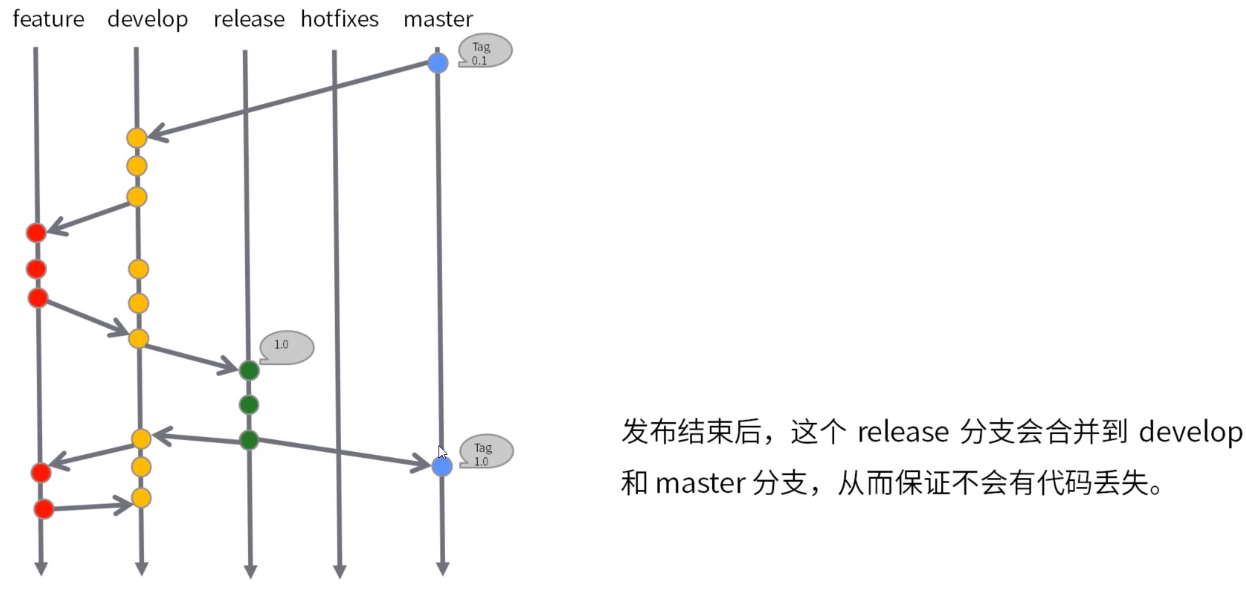 feature develop release hotfixes master
Tag
0.1
1.0
Tag
1.0
发布结束后，这个 release 分支会合并到 develop
和 master 分支，从而保证不会有代码丢失。